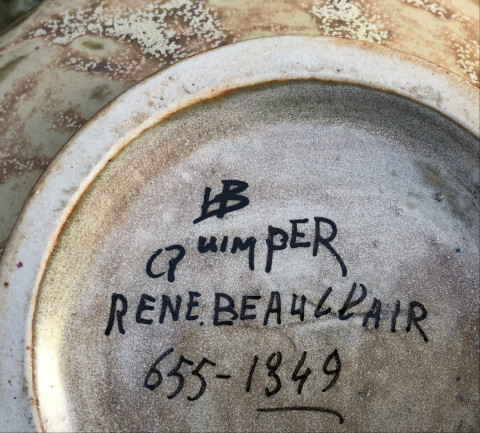 HB
QUIMPER
RENE.BEAUCLAIR
655-1349